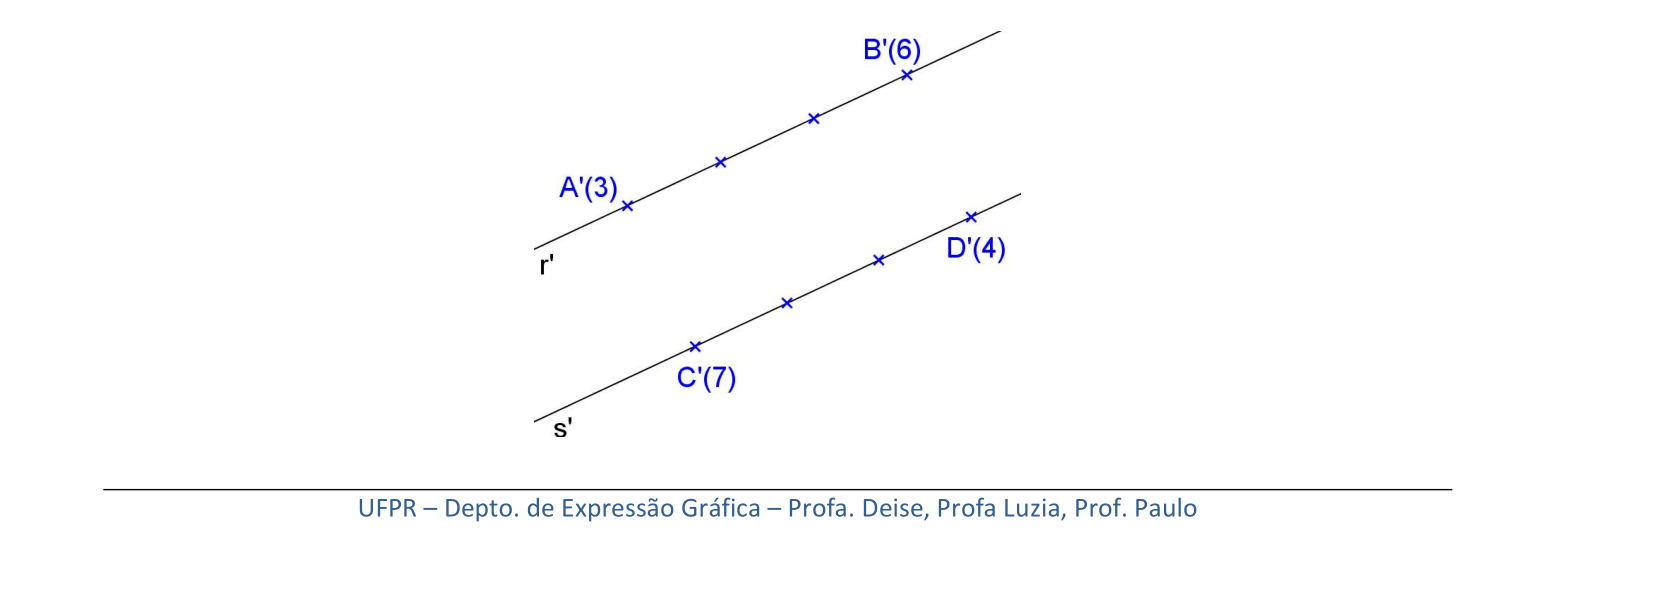 B'(6)
A'(3)
r'
D'(4)
C'(7)
s'
UFPR – Depto. de Expressão Gráfica – Profa. Deise, Profa Luzia, Prof. Paulo